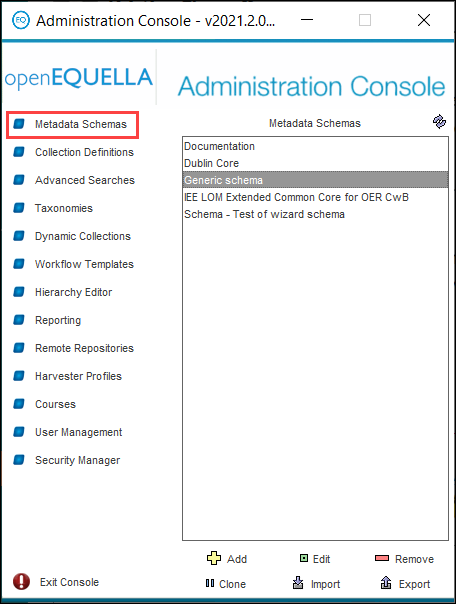 EQ Administration Console - v2021.2.0...
openEQUELLA Administration Console
Metadata Schemas
Collection Definitions
Advanced Searches
Taxonomies
Dynamic Collections
Workflow Templates
Hierarchy Editor
Reporting
Remote Repositories
Harvester Profiles
Courses
User Management
Security Manager
Exit Console
Metadata Schemas
Documentation
Dublin Core
Generic schema
IEE LOM Extended Common Core for OER CwB
Schema - Test of wizard schema
Add Edit Remove
Clone Import Export